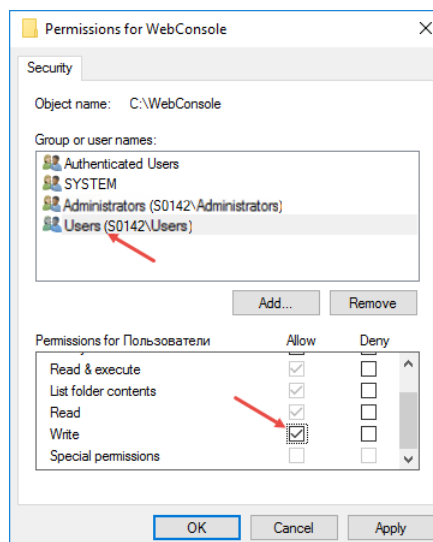 Permissions for WebConsole
Security
Object name: C:\WebConsole
Group or user names:
Authenticated Users
SYSTEM
Administrators (S0142\Administrators)
Users (S0142\Users)
Add... Remove
Permissions for Пользователи Allow Deny
Read & execute
List folder contents
Read
Write
Special permissions
OK Cancel Apply